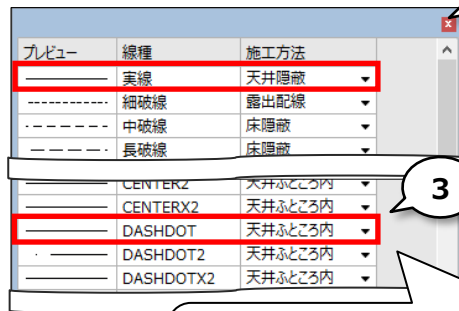 プレビュー 線種 施工方法
実線 天井隠蔽
細破線 露出配線
中破線 床隠蔽
長破線 床隠蔽
CENTER2 天井ふところ内
CENTERX2 天井ふところ内
DASHDOT 天井ふところ内
DASHDOT2 天井ふところ内
DASHDOTX2 天井ふところ内
3